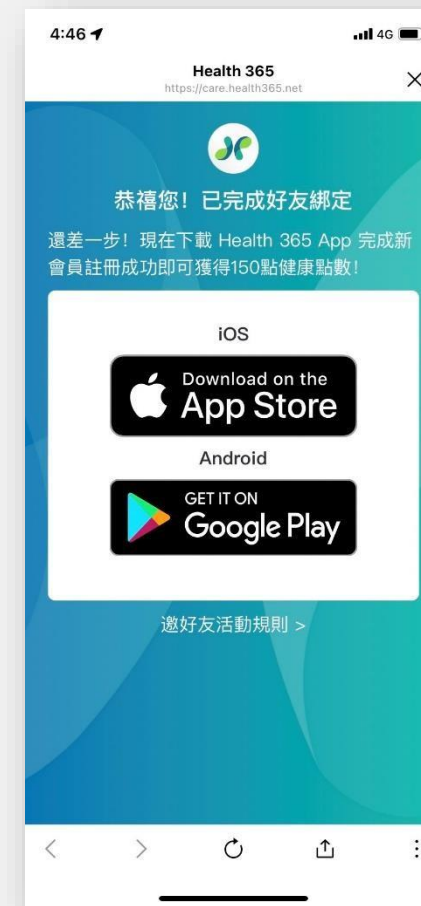 4:46
4G
Health 365
https://care.health365.net
恭禧您！已完成好友綁定
還差一步！現在下載 Health 365 App 完成新
會員註冊成功即可獲得150點健康點數！
iOS
Download on the
App Store
Android
GET IT ON
Google Play
邀好友活動規則 >